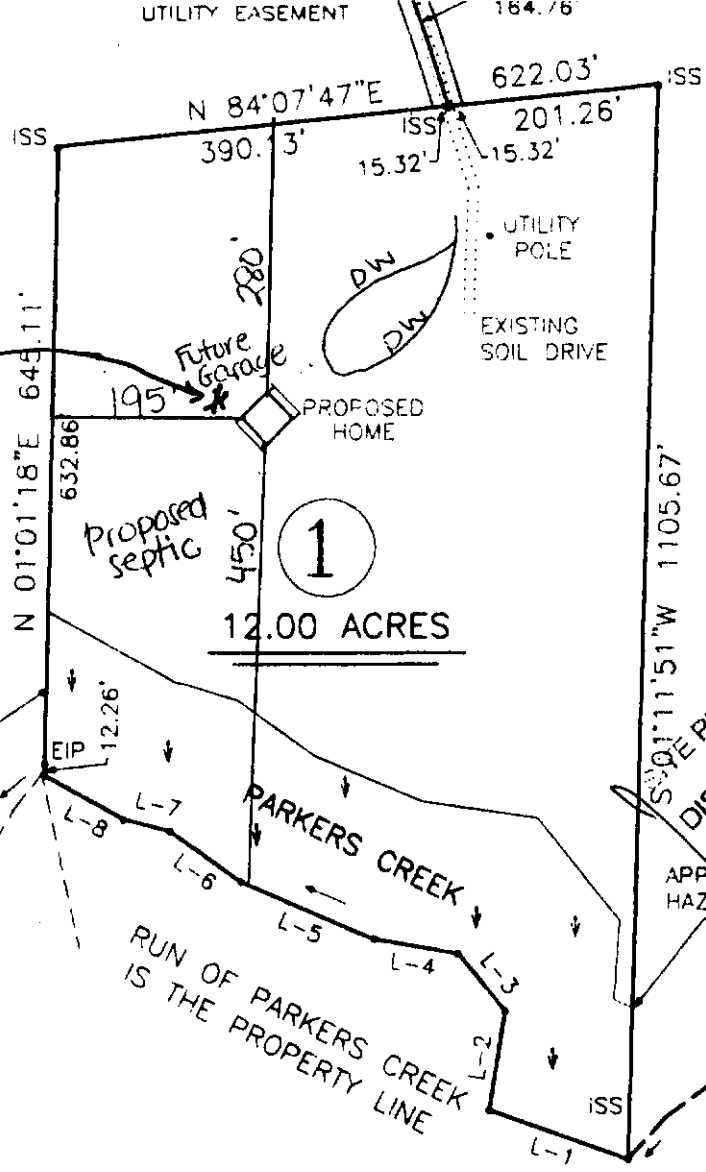 UTILITY EASEMENT
164.76'
N 84°07'47"E
622.03'
ISS
ISS
390.13'
ISS
201.26'
15.32'
15.32'
UTILITY
POLE
280'
DW
DW
EXISTING
SOIL DRIVE
Future
Garage
195'
PROPOSED
HOME
N 01°01'18"E 645.11'
632.86
Proposed
septic
450'
1
12.00 ACRES
S 01°11'51"W 1105.67'
EIP
12.26'
L-8
L-7
L-6
L-5
L-4
L-3
L-2
L-1
PARKERS CREEK
APP
HAZ
RUN OF PARKERS CREEK
IS THE PROPERTY LINE
ISS